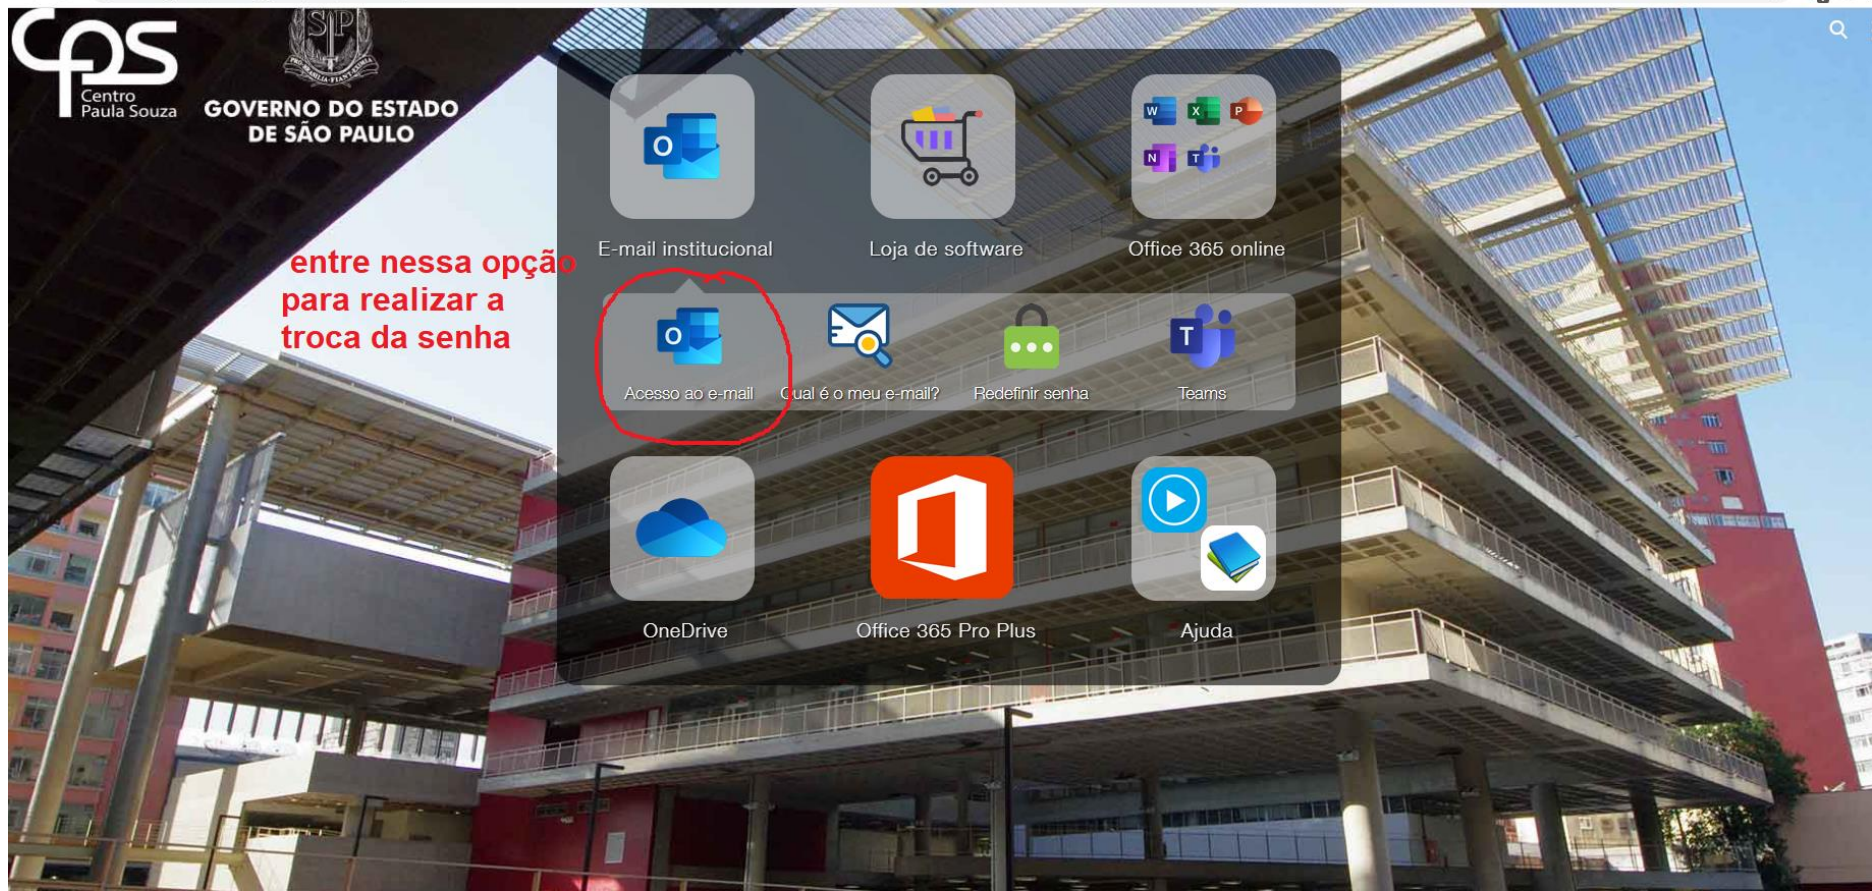 CPS
Centro
Paula Souza
SP
GOVERNO DO ESTADO
DE SÃO PAULO
entre nessa opção
para realizar a
troca da senha
O
W X P
N T
E-mail institucional
Loja de software
Office 365 online
O
T
Acesso ao e-mail
Qual é o meu e-mail?
Redefinir senha
Teams
OneDrive
Office 365 Pro Plus
Ajuda